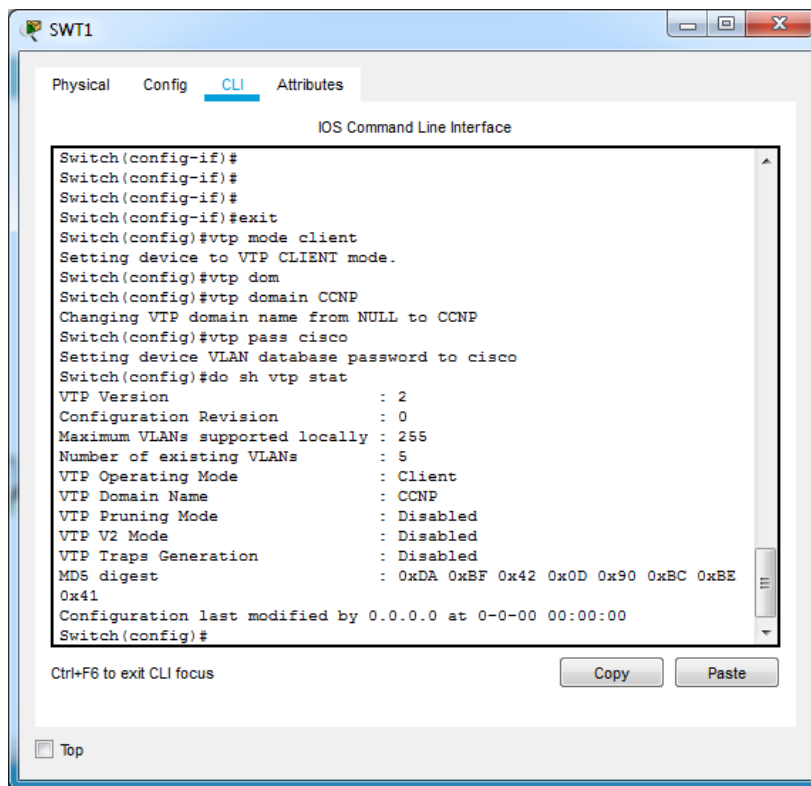 SWT1
Physical Config CLI Attributes
IOS Command Line Interface
Switch(config-if)#
Switch(config-if)#
Switch(config-if)#
Switch(config-if)#exit
Switch(config)#vtp mode client
Setting device to VTP CLIENT mode.
Switch(config)#vtp dom
Switch(config)#vtp domain CCNP
Changing VTP domain name from NULL to CCNP
Switch(config)#vtp pass cisco
Setting device VLAN database password to cisco
Switch(config)#do sh vtp stat
VTP Version : 2
Configuration Revision : 0
Maximum VLANs supported locally : 255
Number of existing VLANs : 5
VTP Operating Mode : Client
VTP Domain Name : CCNP
VTP Pruning Mode : Disabled
VTP V2 Mode : Disabled
VTP Traps Generation : Disabled
MD5 digest : 0xDA 0xBF 0x42 0x0D 0x90 0xBC 0xBE
0x41
Configuration last modified by 0.0.0.0 at 0-0-00 00:00:00
Switch(config)#
Ctrl+F6 to exit CLI focus
Copy Paste
Top